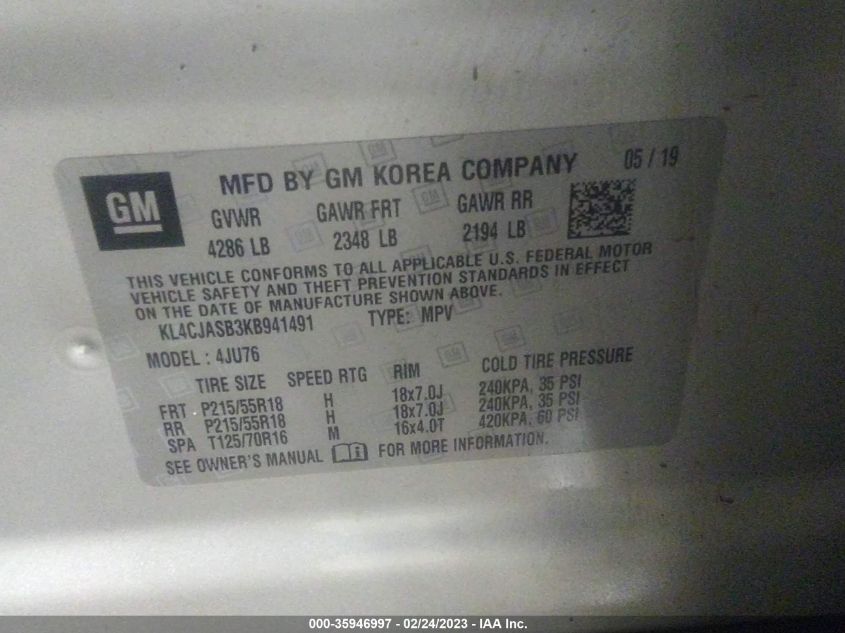 GM
MFD BY GM KOREA COMPANY 05 / 19
GVWR GAWR FRT GAWR RR
4286 LB 2348 LB 2194 LB
THIS VEHICLE CONFORMS TO ALL APPLICABLE U.S. FEDERAL MOTOR
VEHICLE SAFETY AND THEFT PREVENTION STANDARDS IN EFFECT
ON THE DATE OF MANUFACTURE SHOWN ABOVE.
KL4CJASB3KB941491 TYPE: MPV
MODEL : 4JU76
TIRE SIZE SPEED RTG RIM COLD TIRE PRESSURE
FRT P215/55R18 H 18x7.0J 240KPA, 35 PSI
RR P215/55R18 H 18x7.0J 240KPA, 35 PSI
SPA T125/70R16 M 16x4.0T 420KPA, 60 PSI
SEE OWNER'S MANUAL FOR MORE INFORMATION.
000-35946997 - 02/24/2023 - IAA Inc.